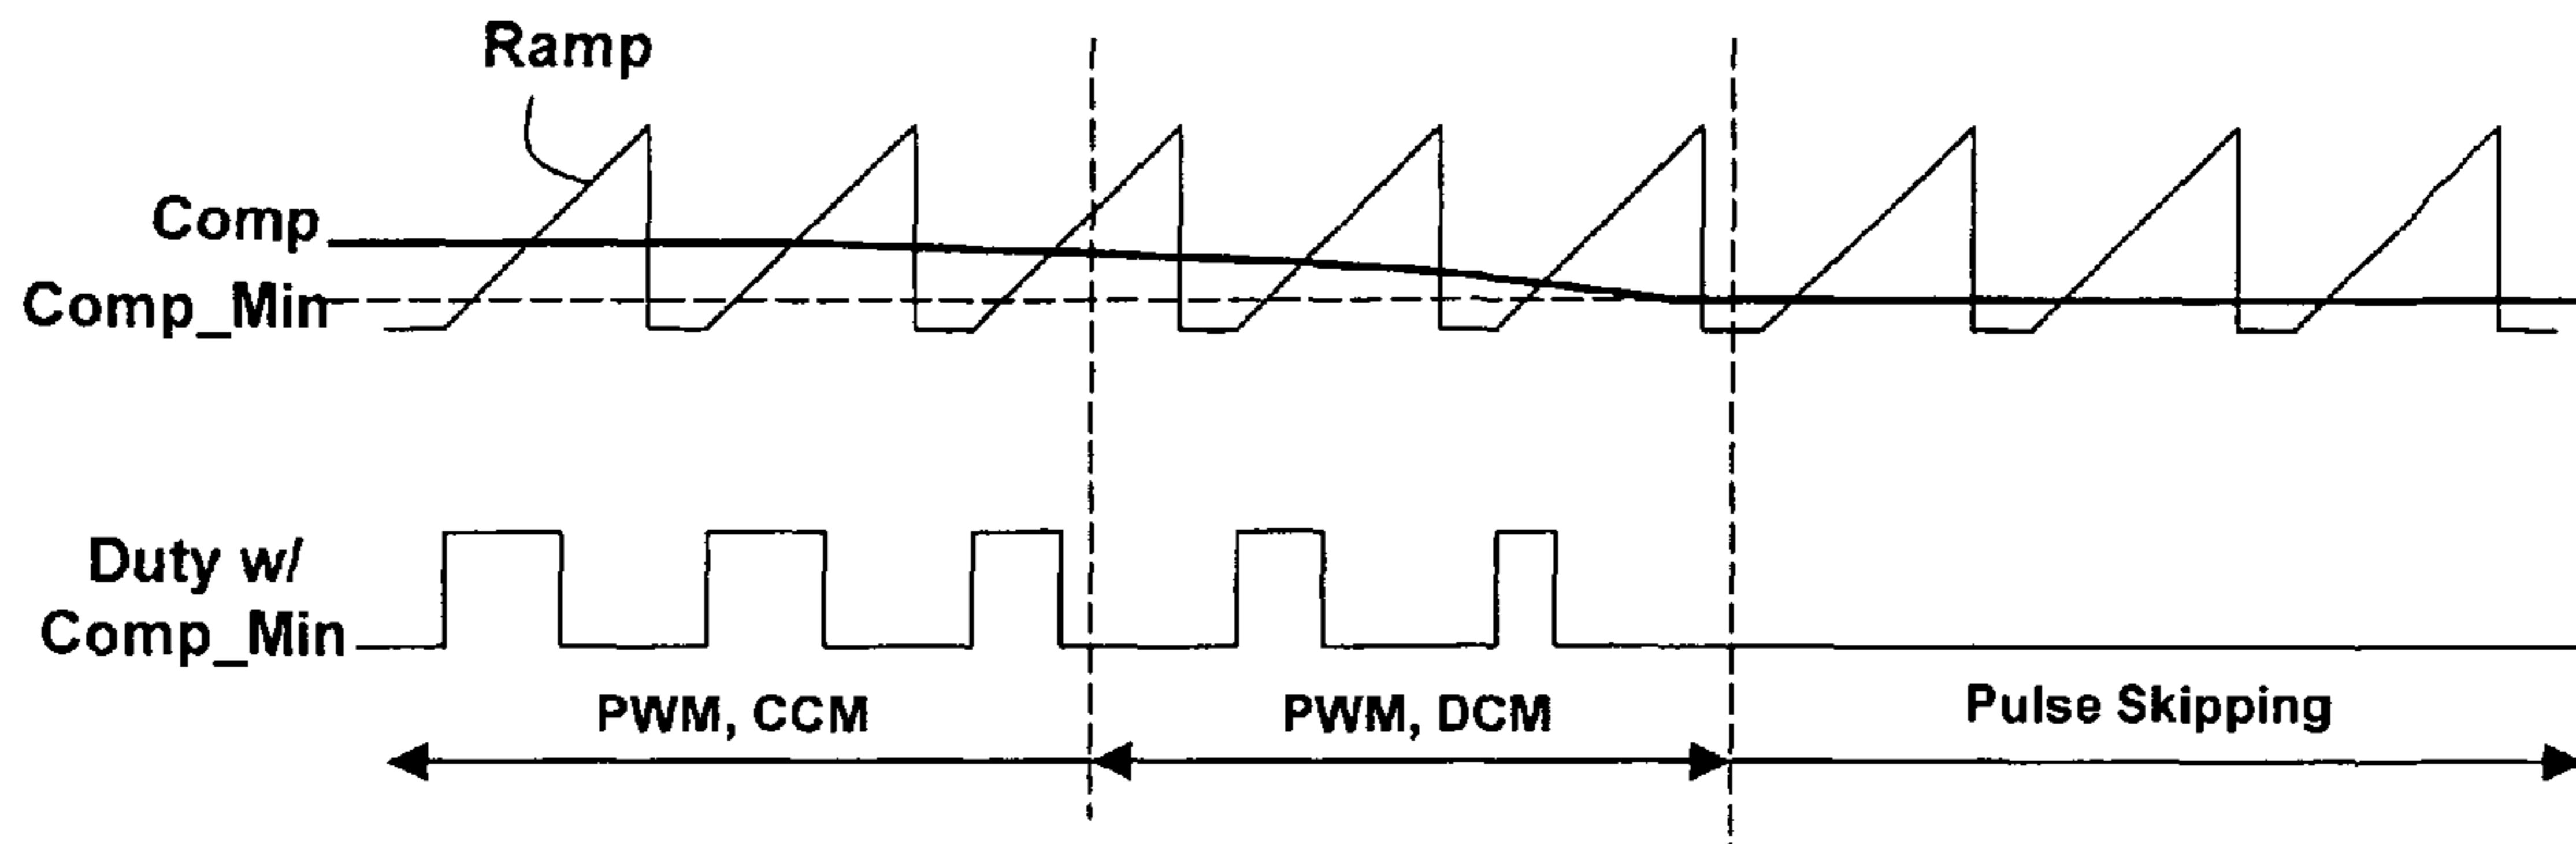 Ramp
Comp
Comp_Min
Duty w/
Comp_Min
PWM, CCM
PWM, DCM
Pulse Skipping